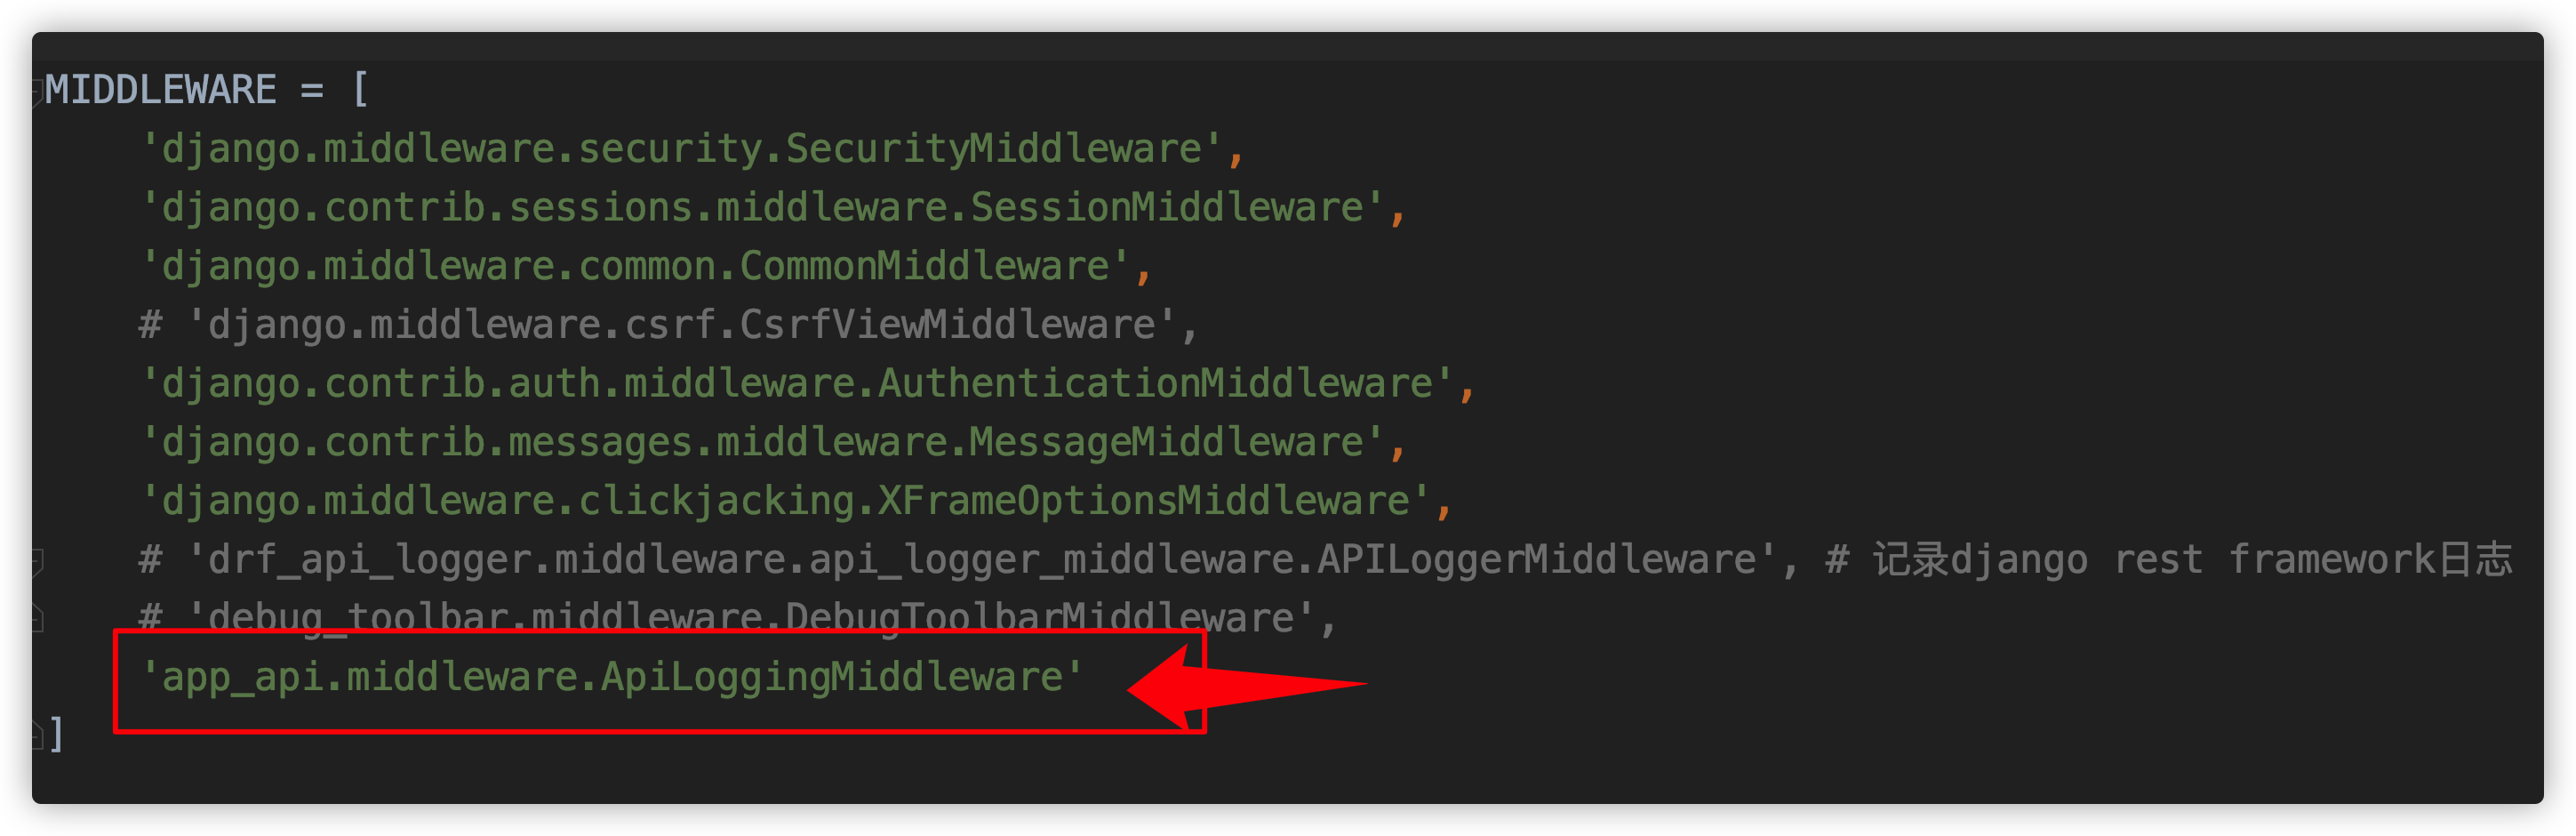 MIDDLEWARE = [
'django.middleware.security.SecurityMiddleware',
'django.contrib.sessions.middleware.SessionMiddleware',
'django.middleware.common.CommonMiddleware',
# 'django.middleware.csrf.CsrfViewMiddleware',
'django.contrib.auth.middleware.AuthenticationMiddleware',
'django.contrib.messages.middleware.MessageMiddleware',
'django.middleware.clickjacking.XFrameOptionsMiddleware',
# 'drf_api_logger.middleware.api_logger_middleware.APILoggerMiddleware', # 记录django rest framework日志
# 'debug_toolbar.middleware.DebugToolbarMiddleware',
'app_api.middleware.ApiLoggingMiddleware'
]